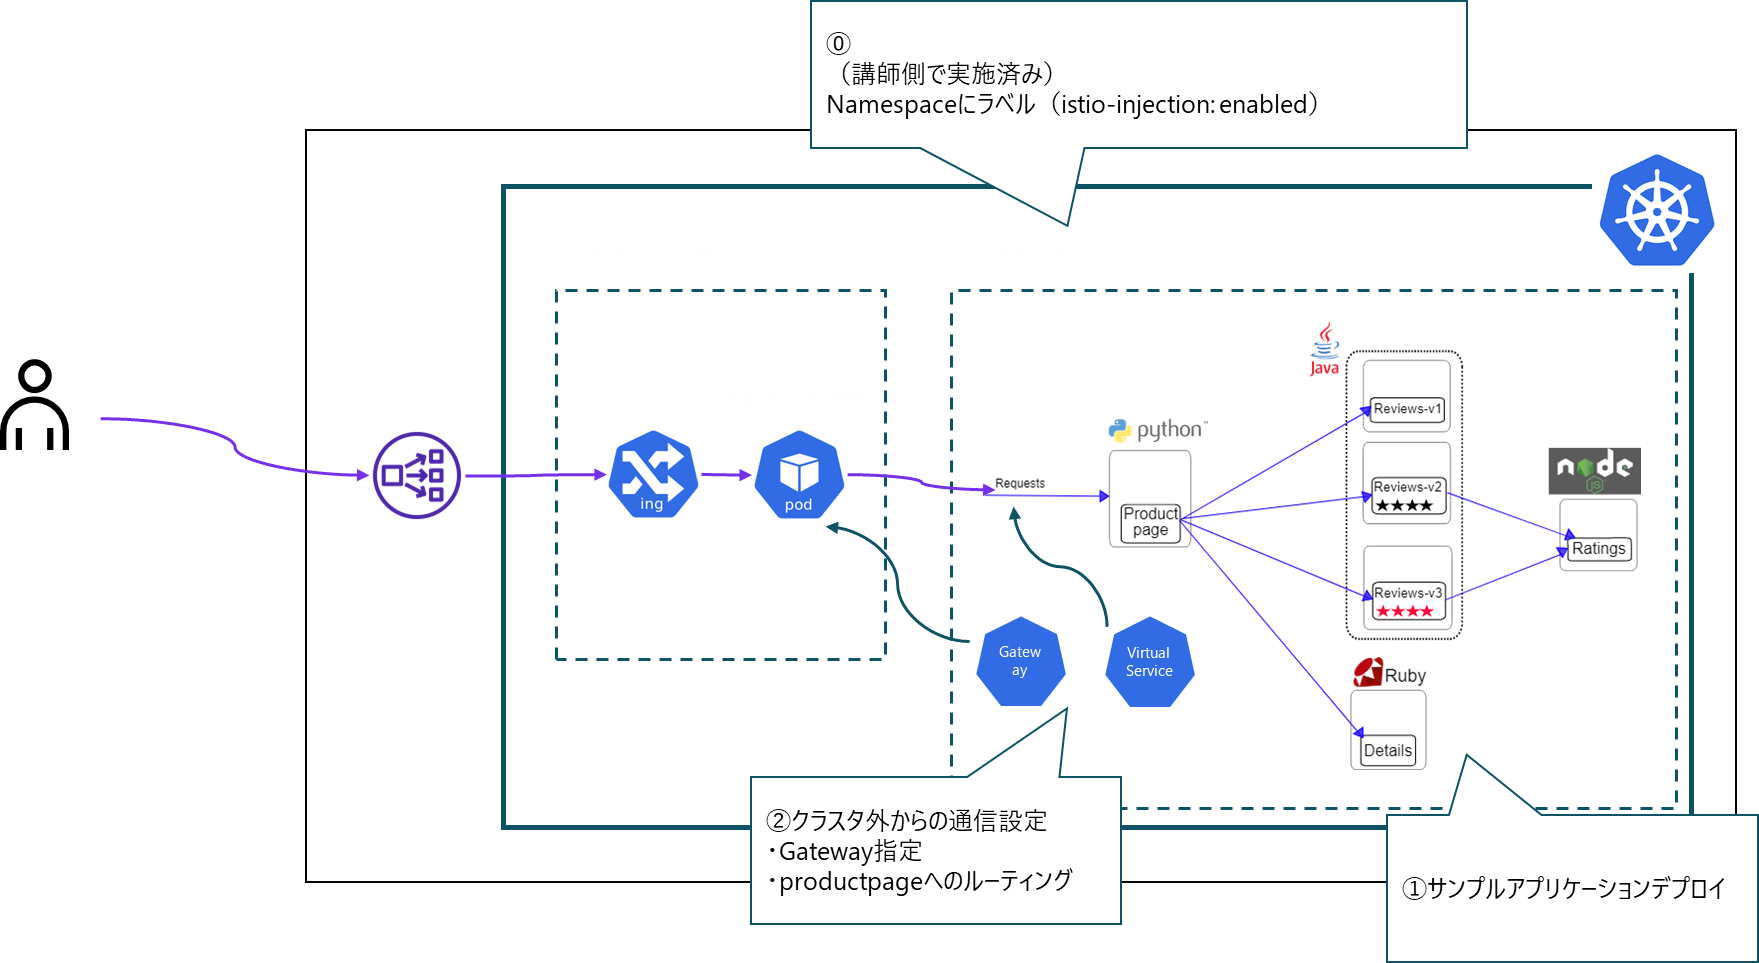 ⓪
（講師側で実施済み）
Namespaceにラベル（istio-injection: enabled）
ing
pod
Requests
python™
Product
page
Java
Reviews-v1
Reviews-v2
★★★★
Reviews-v3
★★★★
node
JS
Ratings
Ruby
Details
Gatew
ay
Virtual
Service
②クラスタ外からの通信設定
・Gateway指定
・productpageへのルーティング
①サンプルアプリケーションデプロイ